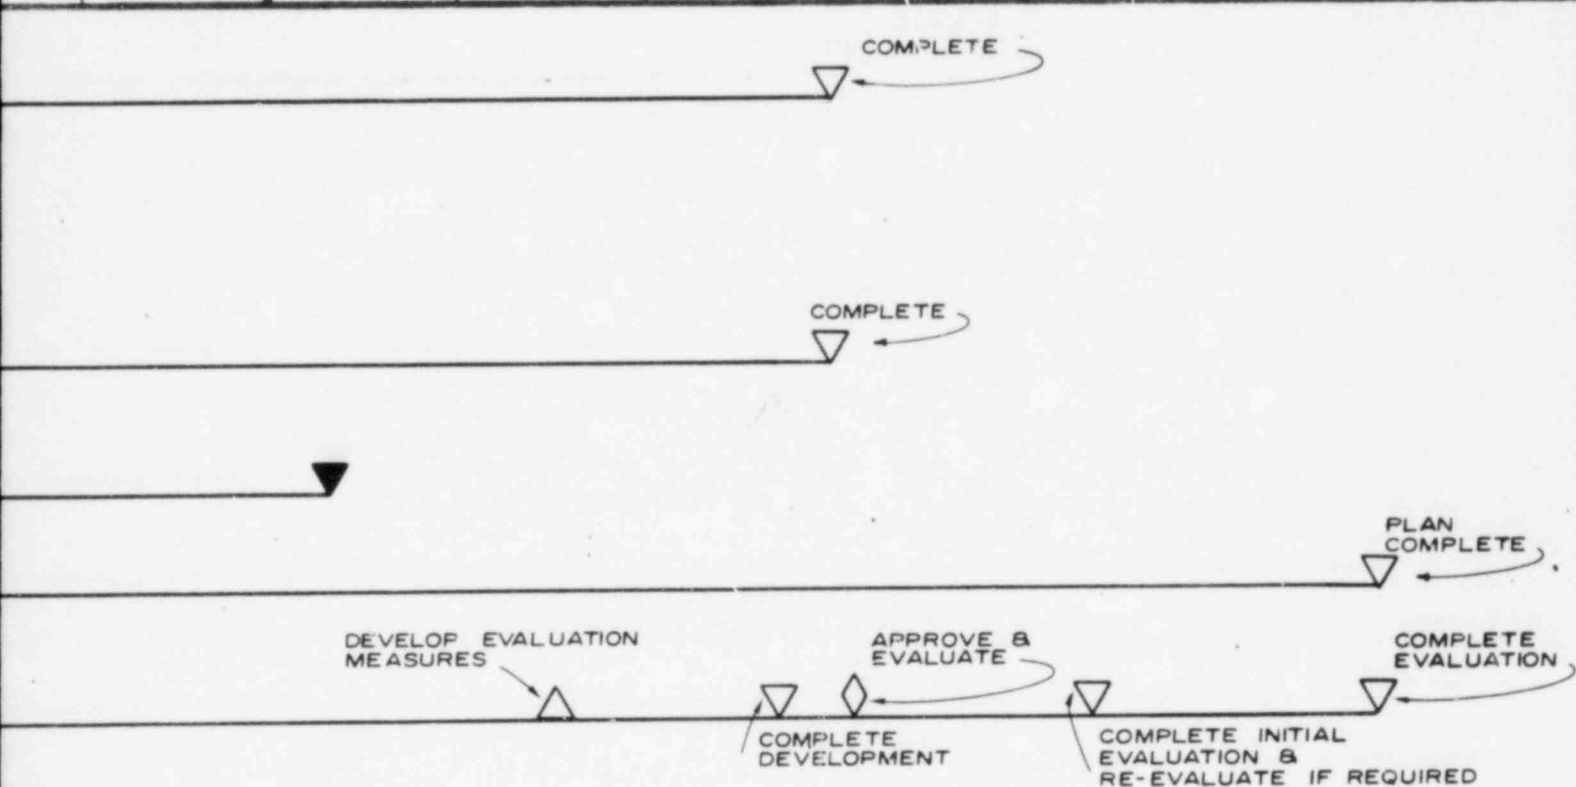 COMPLETE
COMPLETE
PLAN
COMPLETE
DEVELOP EVALUATION
MEASURES
APPROVE &
EVALUATE
COMPLETE
EVALUATION
COMPLETE
DEVELOPMENT
COMPLETE INITIAL
EVALUATION &
RE-EVALUATE IF REQUIRED